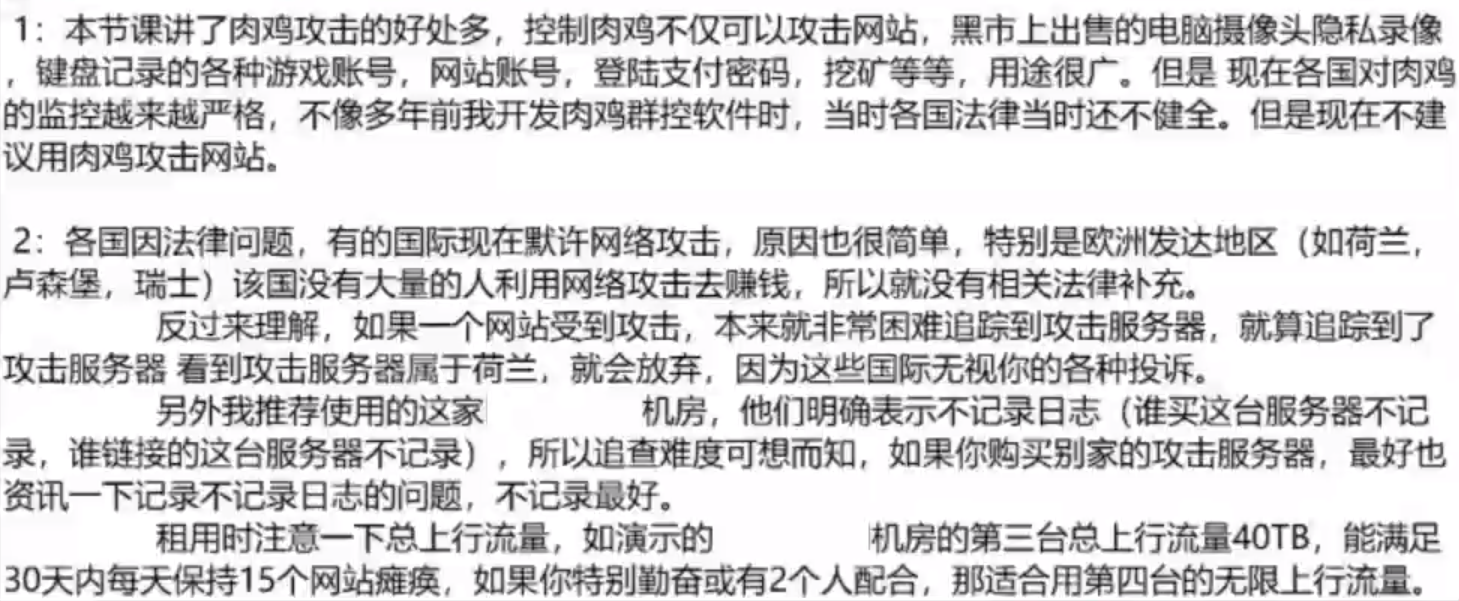 1：本节课讲了肉鸡攻击的好处多，控制肉鸡不仅可以攻击网站，黑市上出售的电脑摄像头隐私录像
，键盘记录的各种游戏账号，网站账号，登陆支付密码，挖矿等等，用途很广。但是 现在各国对肉鸡
的监控越来越严格，不像多年前我开发肉鸡群控软件时，当时各国法律当时还不健全。但是现在不建
议用肉鸡攻击网站。
2：各国因法律问题，有的国际现在默许网络攻击，原因也很简单，特别是欧洲发达地区（如荷兰，
卢森堡，瑞士）该国没有大量的人利用网络攻击去赚钱，所以就没有相关法律补充。
反过来理解，如果一个网站受到攻击，本来就非常困难追踪到攻击服务器，就算追踪到了
攻击服务器 看到攻击服务器属于荷兰，就会放弃，因为这些国际无视你的各种投诉。
另外我推荐使用的这家 机房，他们明确表示不记录日志（谁买这台服务器不记
录，谁链接的这台服务器不记录），所以追查难度可想而知，如果你购买别家的攻击服务器，最好也
资讯一下记录不记录日志的问题，不记录最好。
租用时注意一下总上行流量，如演示的 机房的第三台总上行流量40TB，能满足
30天内每天保持15个网站瘫痪，如果你特别勤奋或有2个人配合，那适合用第四台的无限上行流量。